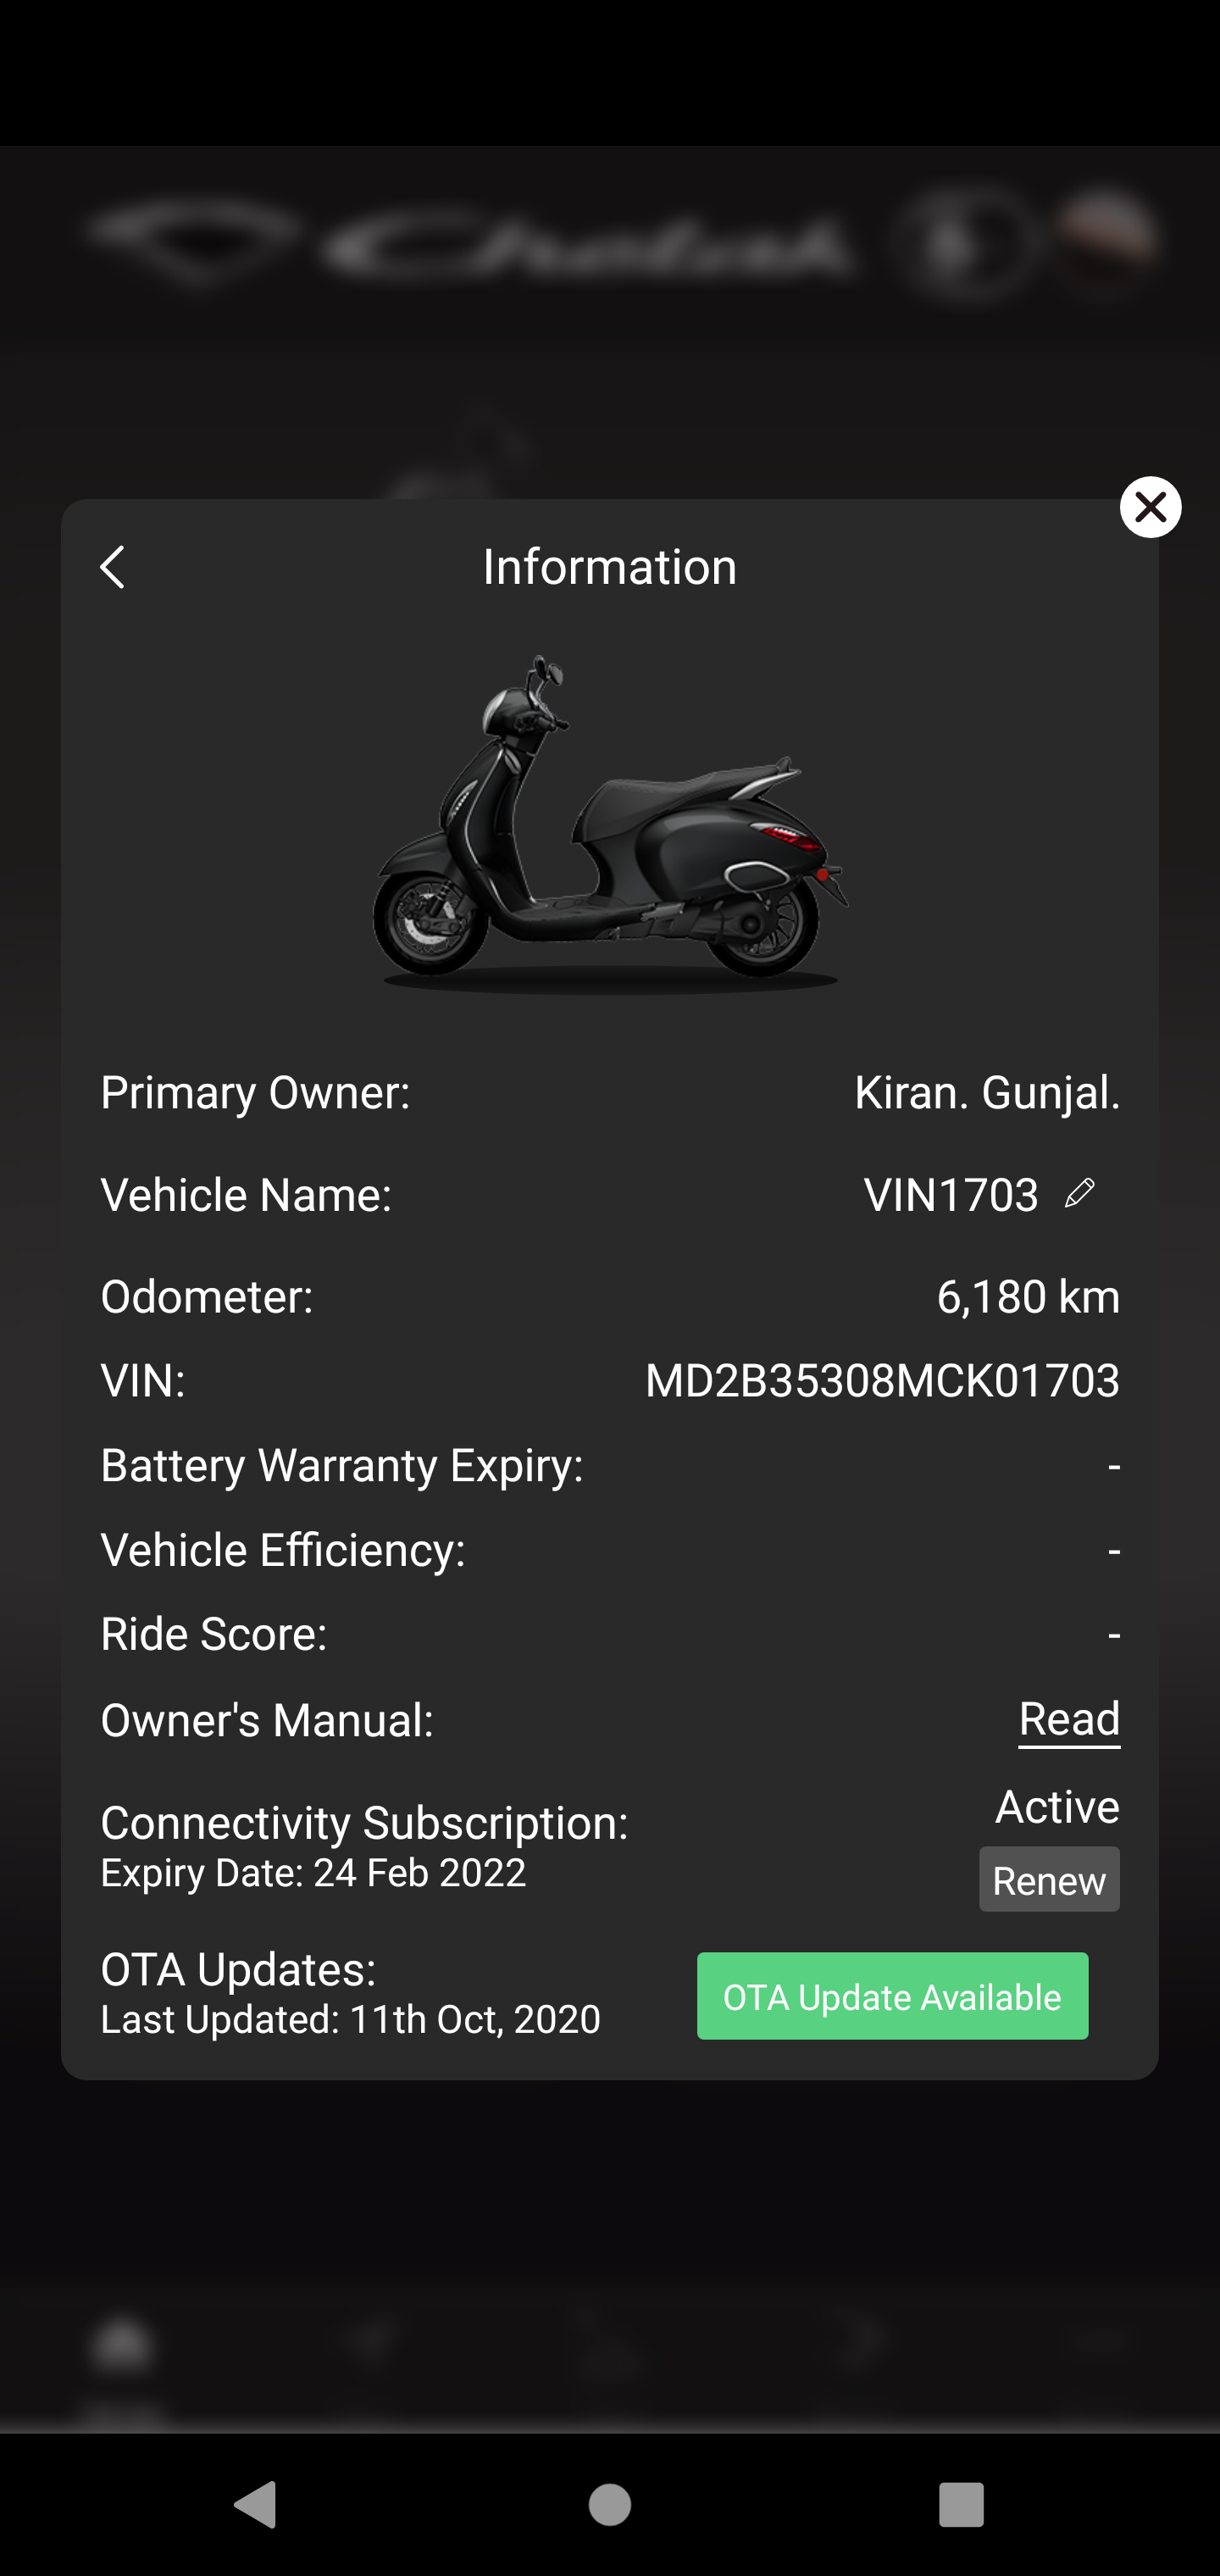 Chetak
Information
Primary Owner: Kiran. Gunjal.
Vehicle Name: VIN1703
Odometer: 6,180 km
VIN: MD2B35308MCK01703
Battery Warranty Expiry: -
Vehicle Efficiency: -
Ride Score: -
Owner's Manual: Read
Connectivity Subscription: Active
Expiry Date: 24 Feb 2022 Renew
OTA Updates:
OTA Update Available
Last Updated: 11th Oct, 2020